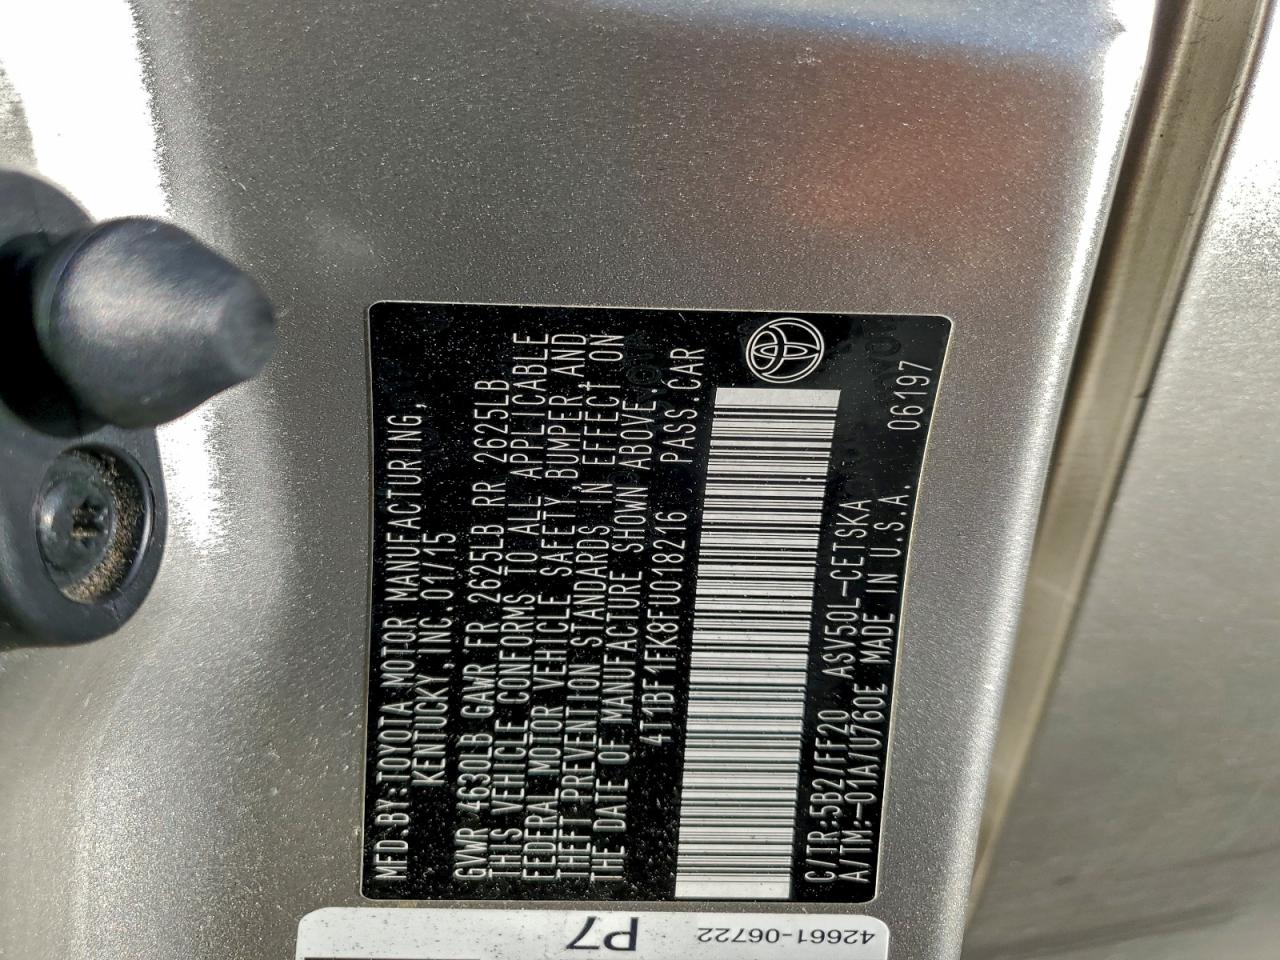 MFD.BY:TOYOTA MOTOR MANUFACTURING,
KENTUCKY,INC.01/15
GVWR 4630LB GAWR FR 2625LB RR 2625LB
THIS VEHICLE CONFORMS TO ALL APPLICABLE
FEDERAL MOTOR VEHICLE SAFETY,BUMPER,AND
THEFT PREVENTION STANDARDS IN EFFECT ON
THE DATE OF MANUFACTURE SHOWN ABOVE.
4T1BF1FK8FU018216 PASS.CAR
C/TR:5B2/FF20 ASV50L-CETSKA
A/TM:-01A/U760E MADE IN U.S.A. 06197
P7
42661-06722